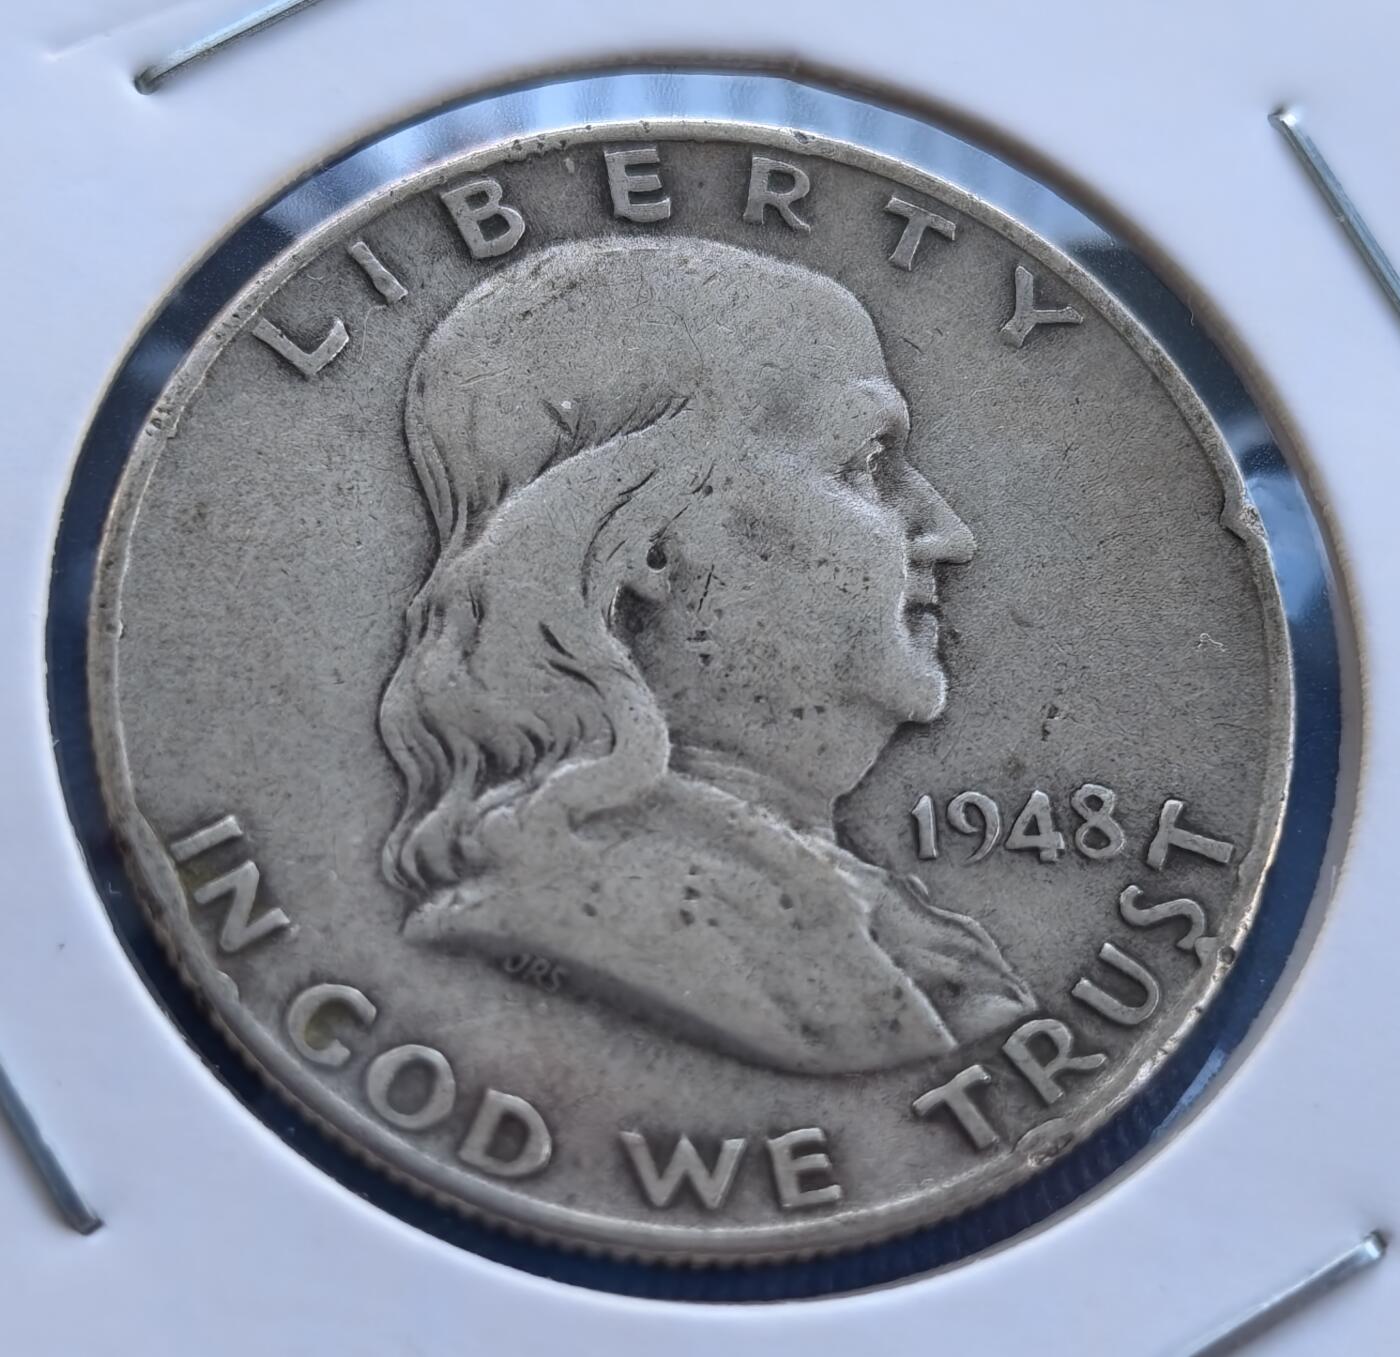 LIBERTY
1948
JRS
IN GOD WE TRUST